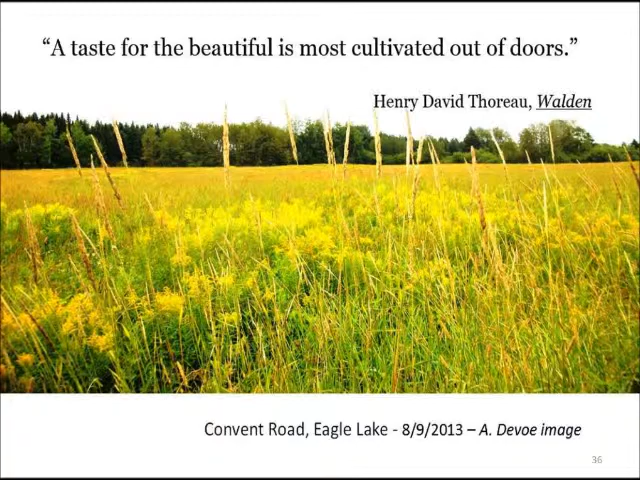 “A taste for the beautiful is most cultivated out of doors.”
Henry David Thoreau, Walden
Convent Road, Eagle Lake - 8/9/2013 – A. Devoe image
36